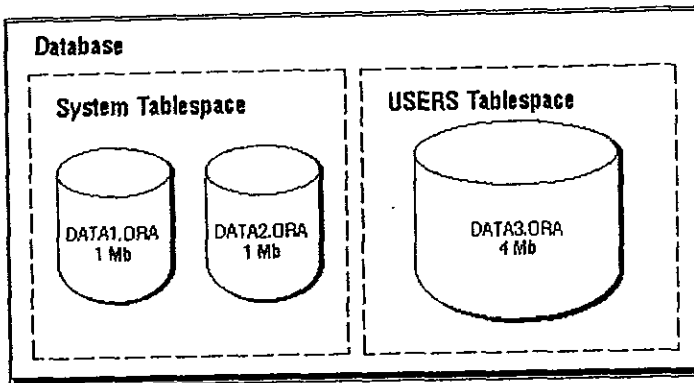 Database
System Tablespace
USERS Tablespace
DATA1.ORA
1 Mb
DATA2.ORA
1 Mb
DATA3.ORA
4 Mb